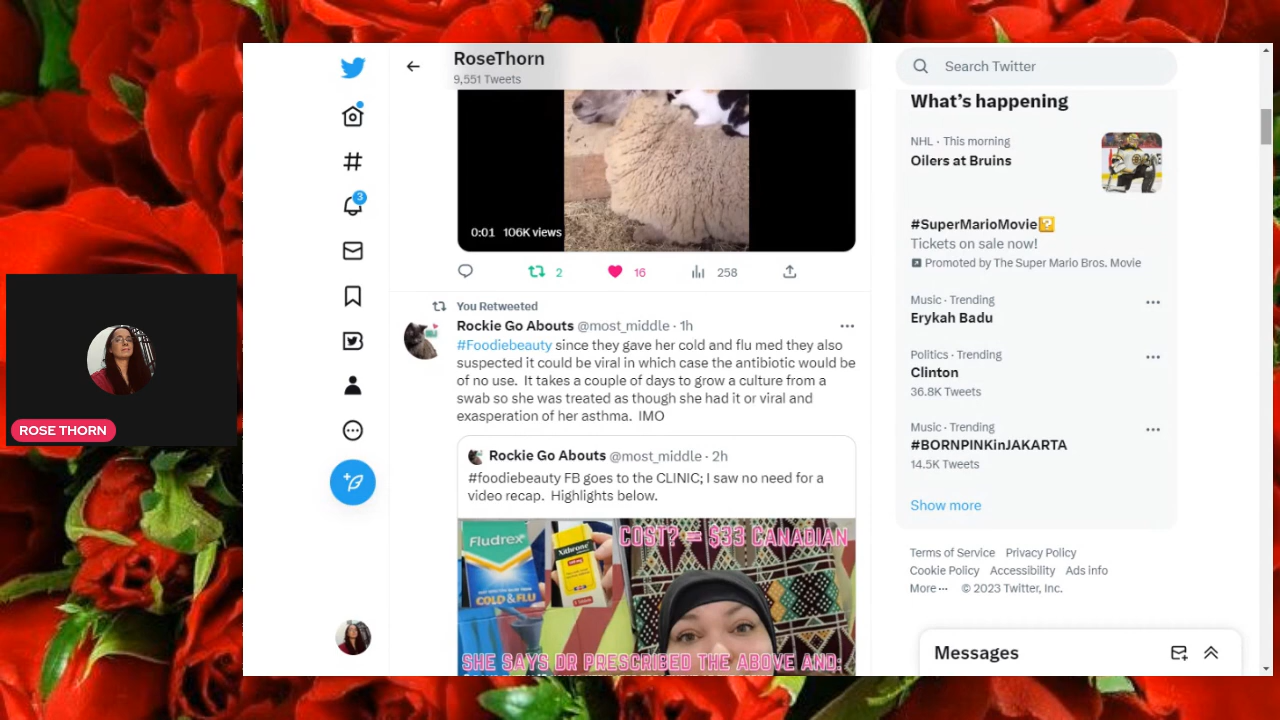 RoseThorn
9,551 Tweets
Search Twitter
0:01 106K views
2
16
258
You Retweeted
Rockie Go Abouts @most_middle · 1h
#Foodiebeauty since they gave her cold and flu med they also
suspected it could be viral in which case the antibiotic would be
of no use. It takes a couple of days to grow a culture from a
swab so she was treated as though she had it or viral and
exasperation of her asthma. IMO
Rockie Go Abouts @most_middle · 2h
#foodiebeauty FB goes to the CLINIC; I saw no need for a
video recap. Highlights below.
Fludrex
COLD & FLU
Xithrone
COST? = $33 CANADIAN
SHE SAYS DR PRESCRIBED THE ABOVE AND:
What's happening
NHL · This morning
Oilers at Bruins
#SuperMarioMovie
Tickets on sale now!
Promoted by The Super Mario Bros. Movie
Music · Trending
Erykah Badu
Politics · Trending
Clinton
36.8K Tweets
Music · Trending
#BORNPINKinJAKARTA
14.5K Tweets
Show more
Terms of Service Privacy Policy
Cookie Policy Accessibility Ads info
More ··· © 2023 Twitter, Inc.
Messages
3
ROSE THORN